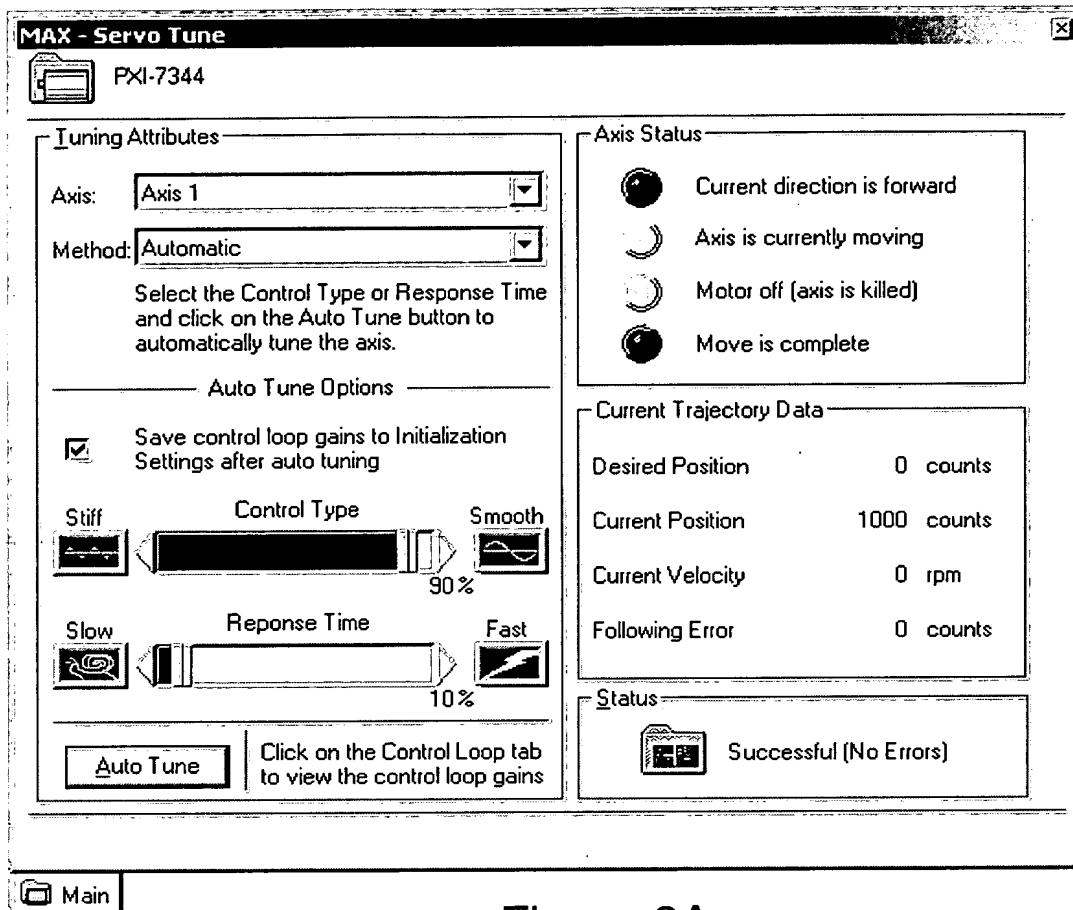 MAX - Servo Tune
PXI-7344
Tuning Attributes
Axis: Axis 1
Method: Automatic
Select the Control Type or Response Time
and click on the Auto Tune button to
automatically tune the axis.
Auto Tune Options
Save control loop gains to Initialization
Settings after auto tuning
Stiff Control Type Smooth
90%
Slow Reponse Time Fast
10%
Auto Tune
Click on the Control Loop tab
to view the control loop gains
Axis Status
Current direction is forward
Axis is currently moving
Motor off (axis is killed)
Move is complete
Current Trajectory Data
Desired Position 0 counts
Current Position 1000 counts
Current Velocity 0 rpm
Following Error 0 counts
Status
Successful (No Errors)
Main